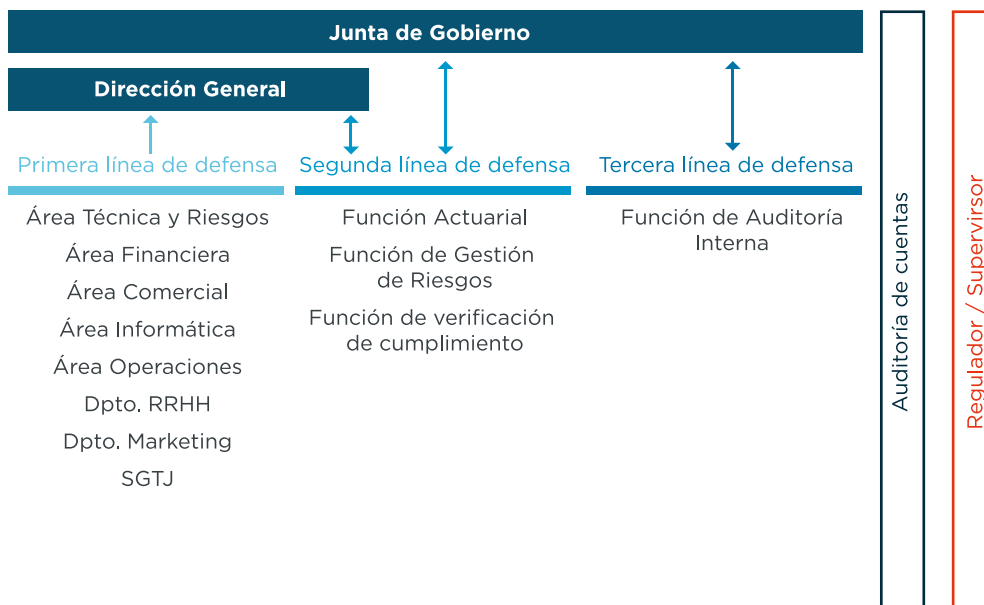 Junta de Gobierno
Dirección General
Primera línea de defensa
Área Técnica y Riesgos
Área Financiera
Área Comercial
Área Informática
Área Operaciones
Dpto. RRHH
Dpto. Marketing
SGTJ
Segunda línea de defensa
Función Actuarial
Función de Gestión
de Riesgos
Función de verificación
de cumplimiento
Tercera línea de defensa
Función de Auditoría
Interna
Auditoría de cuentas
Regulador / Supervirsor